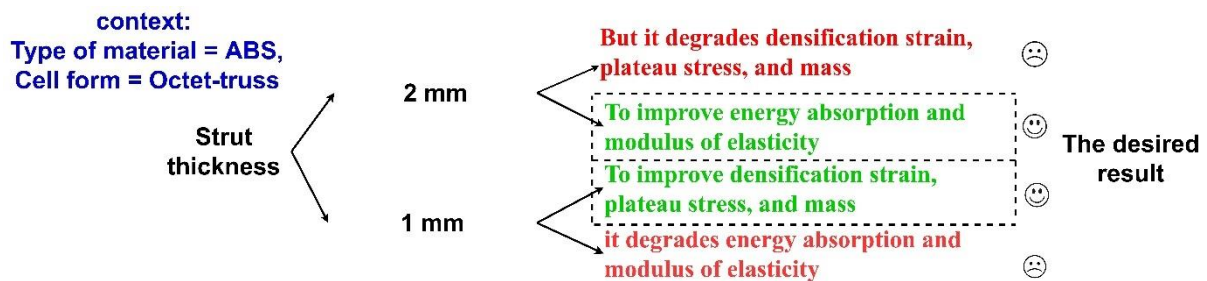 context:
Type of material = ABS,
Cell form = Octet-truss
Strut
thickness
2 mm
But it degrades densification strain,
plateau stress, and mass
To improve energy absorption and
modulus of elasticity
1 mm
To improve densification strain,
plateau stress, and mass
it degrades energy absorption and
modulus of elasticity
The desired
result